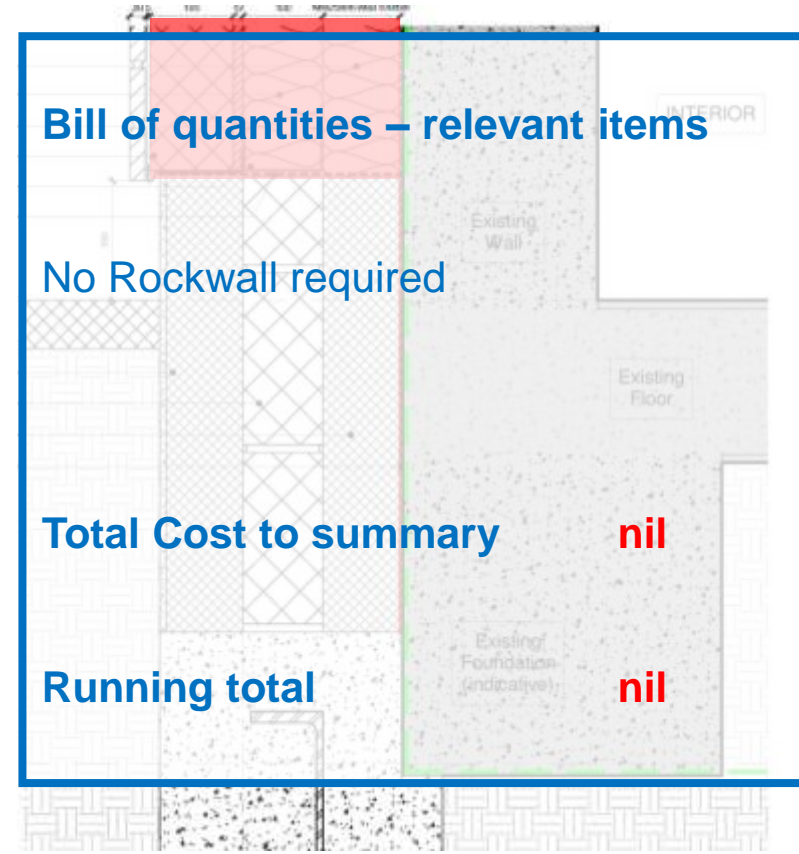 Bill of quantities – relevant items
INTERIOR
Existing
Wall
No Rockwall required
Existing
Floor
Total Cost to summary nil
Existing
Foundation
(indicative)
Running total nil